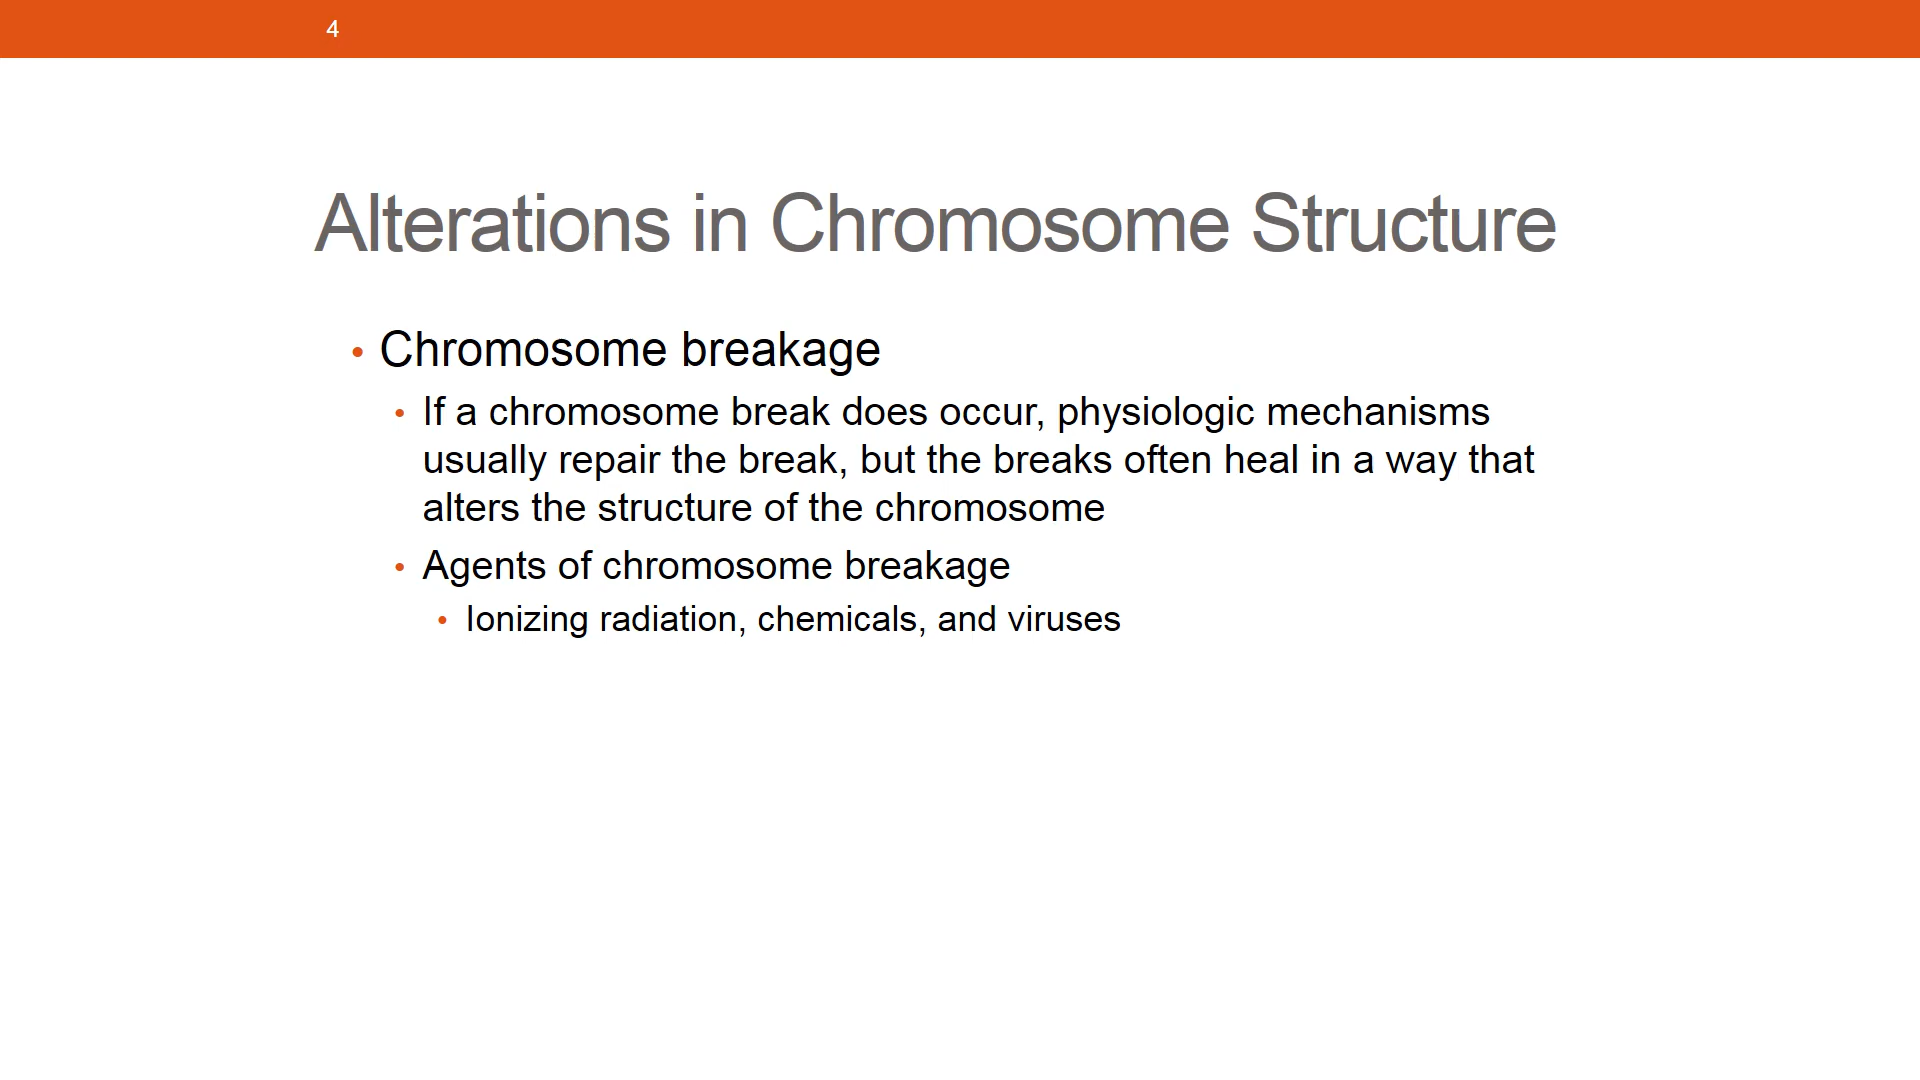 4
Alterations in Chromosome Structure
• Chromosome breakage
• If a chromosome break does occur, physiologic mechanisms
usually repair the break, but the breaks often heal in a way that
alters the structure of the chromosome
• Agents of chromosome breakage
• Ionizing radiation, chemicals, and viruses